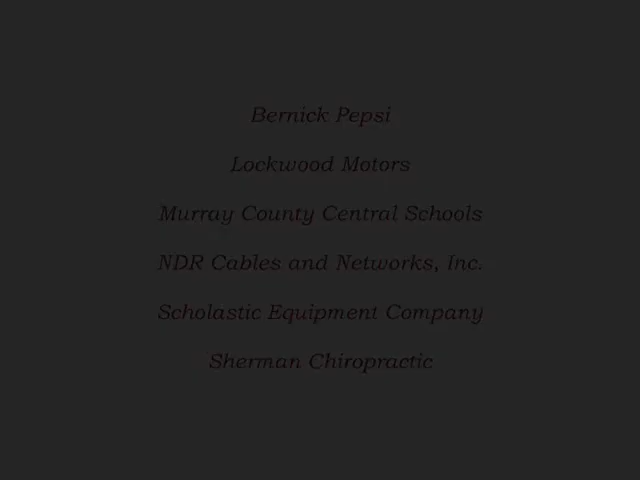 Bernick Pepsi
Lockwood Motors
Murray County Central Schools
NDR Cables and Networks, Inc.
Scholastic Equipment Company
Sherman Chiropractic